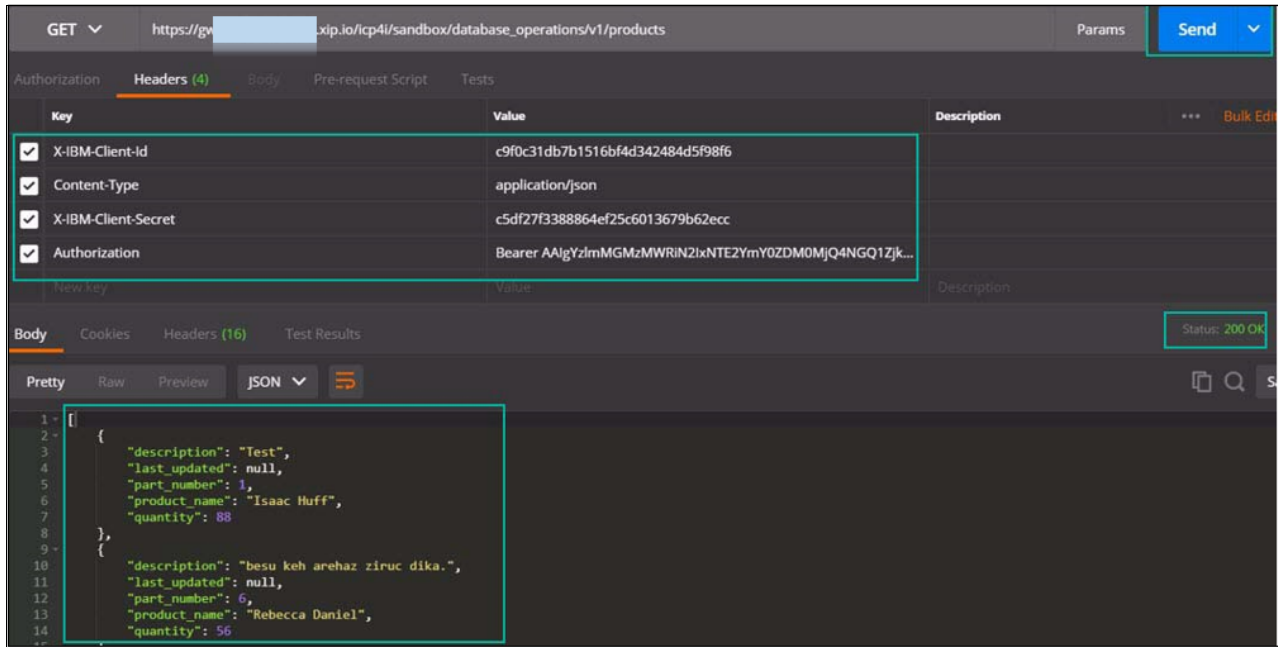 GET https://gw .xip.io/icp4i/sandbox/database_operations/v1/products Params Send
Authorization Headers (4) Body Pre-request Script Tests
Key Value Description ••• Bulk Edit
X-IBM-Client-Id c9f0c31db7b1516bf4d342484d5f98f6
Content-Type application/json
X-IBM-Client-Secret c5df27f3388864ef25c6013679b62ecc
Authorization Bearer AAIgYzlmMGMzMWRiN2IxNTE2YmY0ZDM0MjQ4NGQ1Zjk...
New key Value Description
Body Cookies Headers (16) Test Results Status: 200 OK
Pretty Raw Preview JSON
1 [
2 {
3 "description": "Test",
4 "last_updated": null,
5 "part_number": 1,
6 "product_name": "Isaac Huff",
7 "quantity": 88
8 },
9 {
10 "description": "besu keh arehaz ziruc dika.",
11 "last_updated": null,
12 "part_number": 6,
13 "product_name": "Rebecca Daniel",
14 "quantity": 56